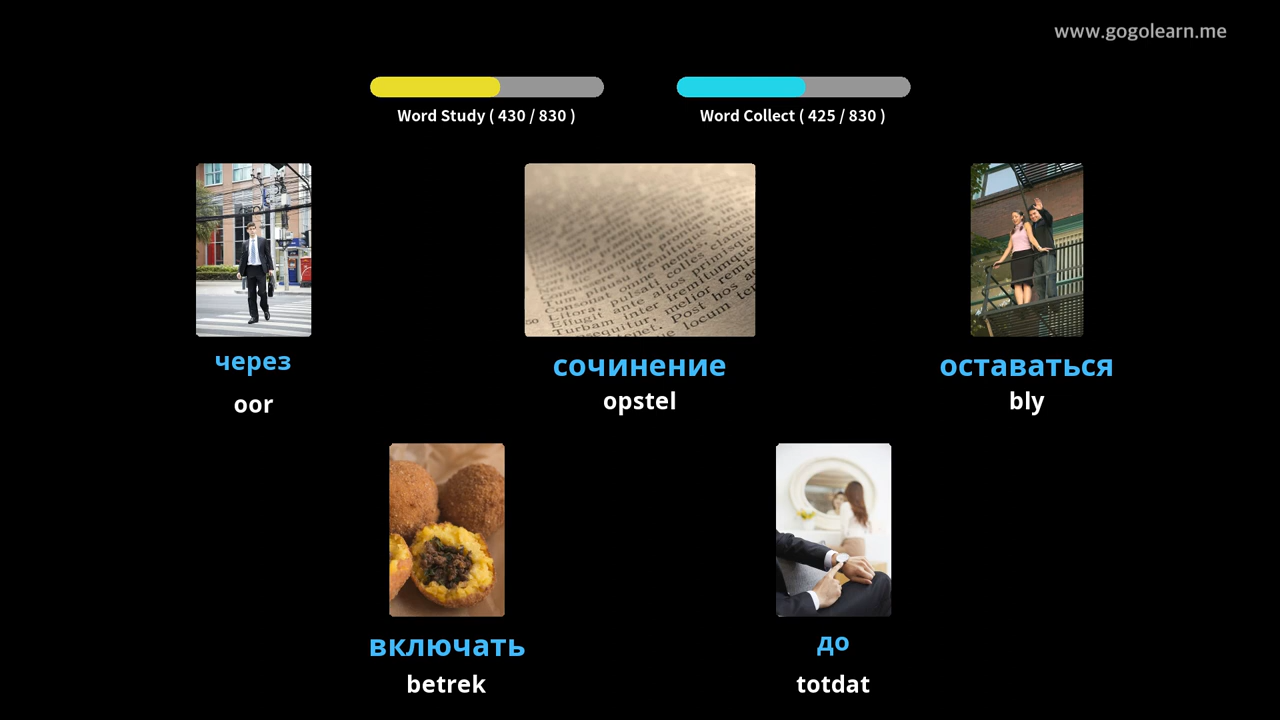 www.gogolearn.me
Word Study ( 430 / 830 )
Word Collect ( 425 / 830 )
через
oor
сочинение
opstel
оставаться
bly
включать
betrek
до
totdat